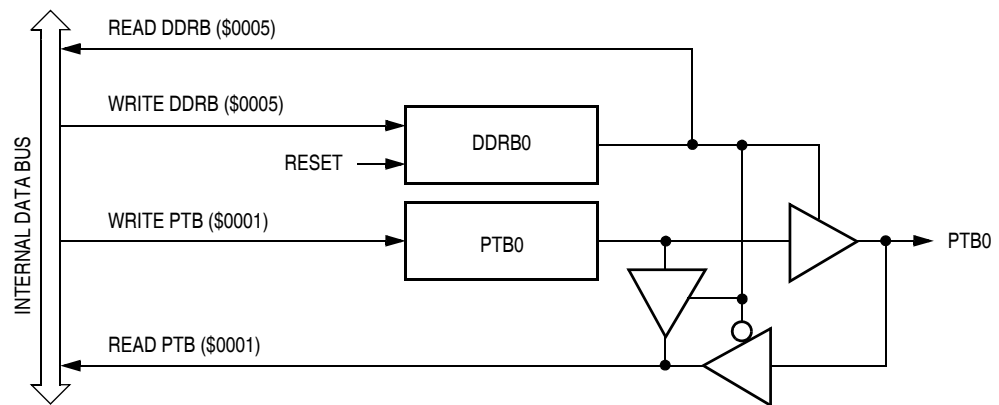 READ DDRB ($0005)
WRITE DDRB ($0005)
DDRB0
RESET
WRITE PTB ($0001)
PTB0
PTB0
READ PTB ($0001)
INTERNAL DATA BUS